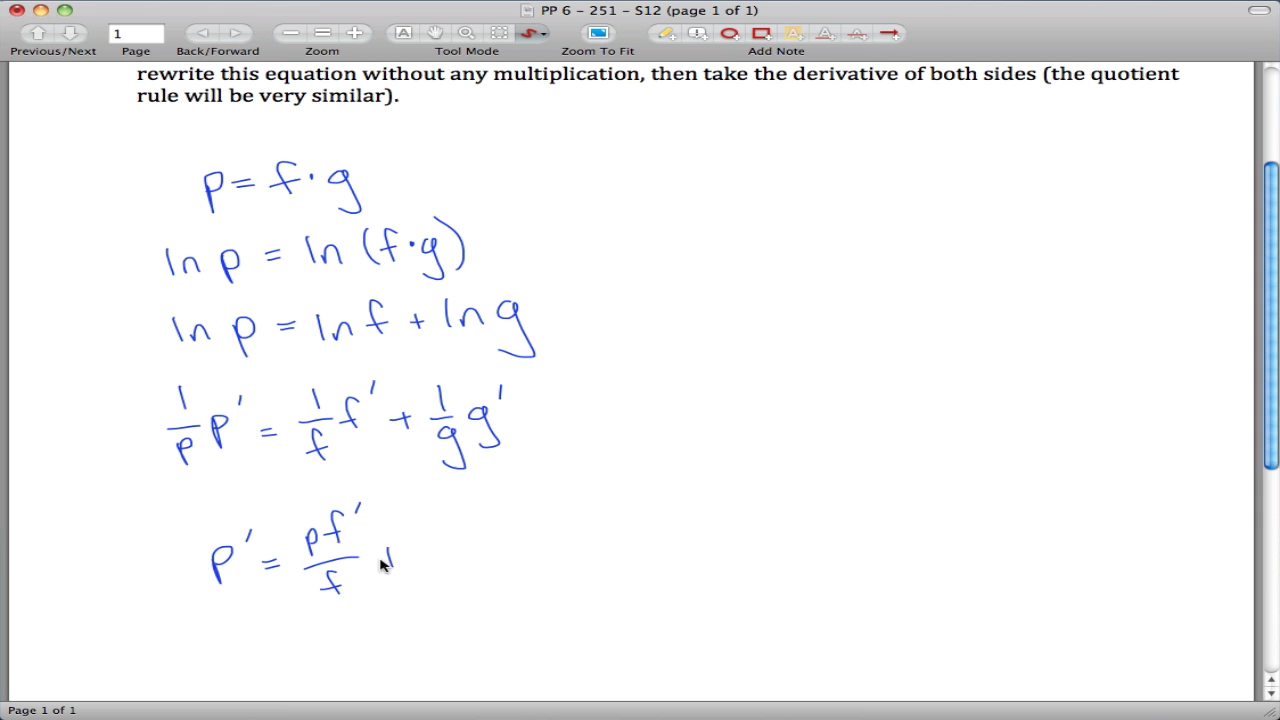 PP 6 – 251 – S12 (page 1 of 1)
1
Previous/Next Page Back/Forward Zoom Tool Mode Zoom To Fit Add Note
rewrite this equation without any multiplication, then take the derivative of both sides (the quotient
rule will be very similar).
p = f · g
ln p = ln (f · g)
ln p = ln f + ln g
1/p p' = 1/f f' + 1/g g'
p' = pf'/f
Page 1 of 1